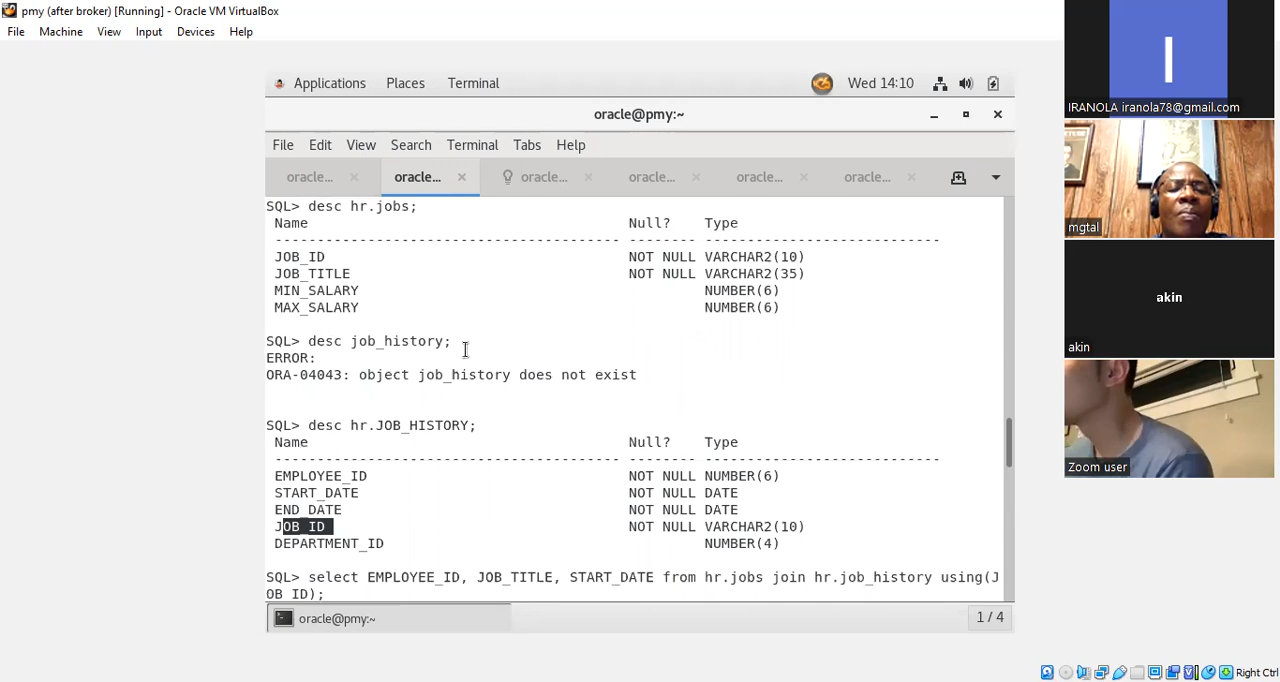 pmy (after broker) [Running] - Oracle VM VirtualBox
File Machine View Input Devices Help
Applications Places Terminal Wed 14:10
oracle@pmy:~
File Edit View Search Terminal Tabs Help
oracle... oracle... oracle... oracle... oracle... oracle...
SQL> desc hr.jobs;
Name Null? Type
----------------------------------------- -------- ----------------------------
JOB_ID NOT NULL VARCHAR2(10)
JOB_TITLE NOT NULL VARCHAR2(35)
MIN_SALARY NUMBER(6)
MAX_SALARY NUMBER(6)
SQL> desc job_history;
ERROR:
ORA-04043: object job_history does not exist
SQL> desc hr.JOB_HISTORY;
Name Null? Type
----------------------------------------- -------- ----------------------------
EMPLOYEE_ID NOT NULL NUMBER(6)
START_DATE NOT NULL DATE
END_DATE NOT NULL DATE
JOB_ID NOT NULL VARCHAR2(10)
DEPARTMENT_ID NUMBER(4)
SQL> select EMPLOYEE_ID, JOB_TITLE, START_DATE from hr.jobs join hr.job_history using(J
OB_ID);
oracle@pmy:~ 1 / 4
Right Ctrl
I
IRANOLA iranola78@gmail.com
mgtal
akin
akin
Zoom user